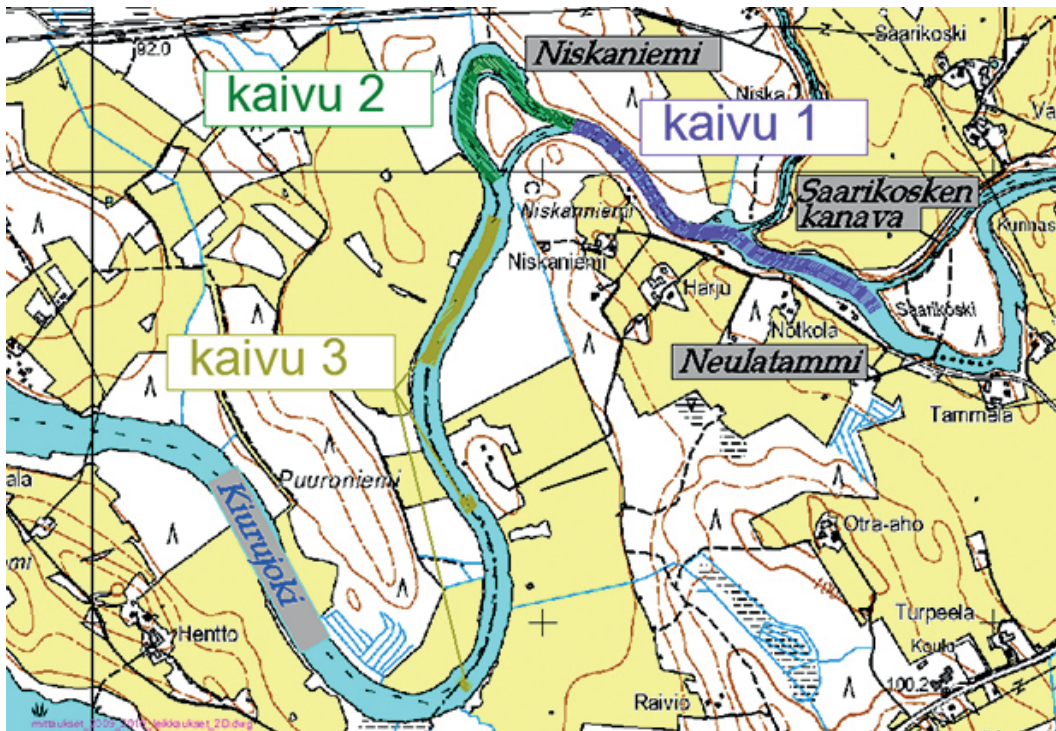 92.0
Niskaniemi
Saarikoski
kaivu 2
Niska
kaivu 1
Saarikosken
kanava
Niskanniemi
Kunnas
Niskaniemi
Harju
Saarikoski
Notkola
kaivu 3
Neulatammi
Tammela
Puuroniemi
Kiurujoki
Otra-aho
Turpeela
Hentto
Koulu
100.2
Raivio